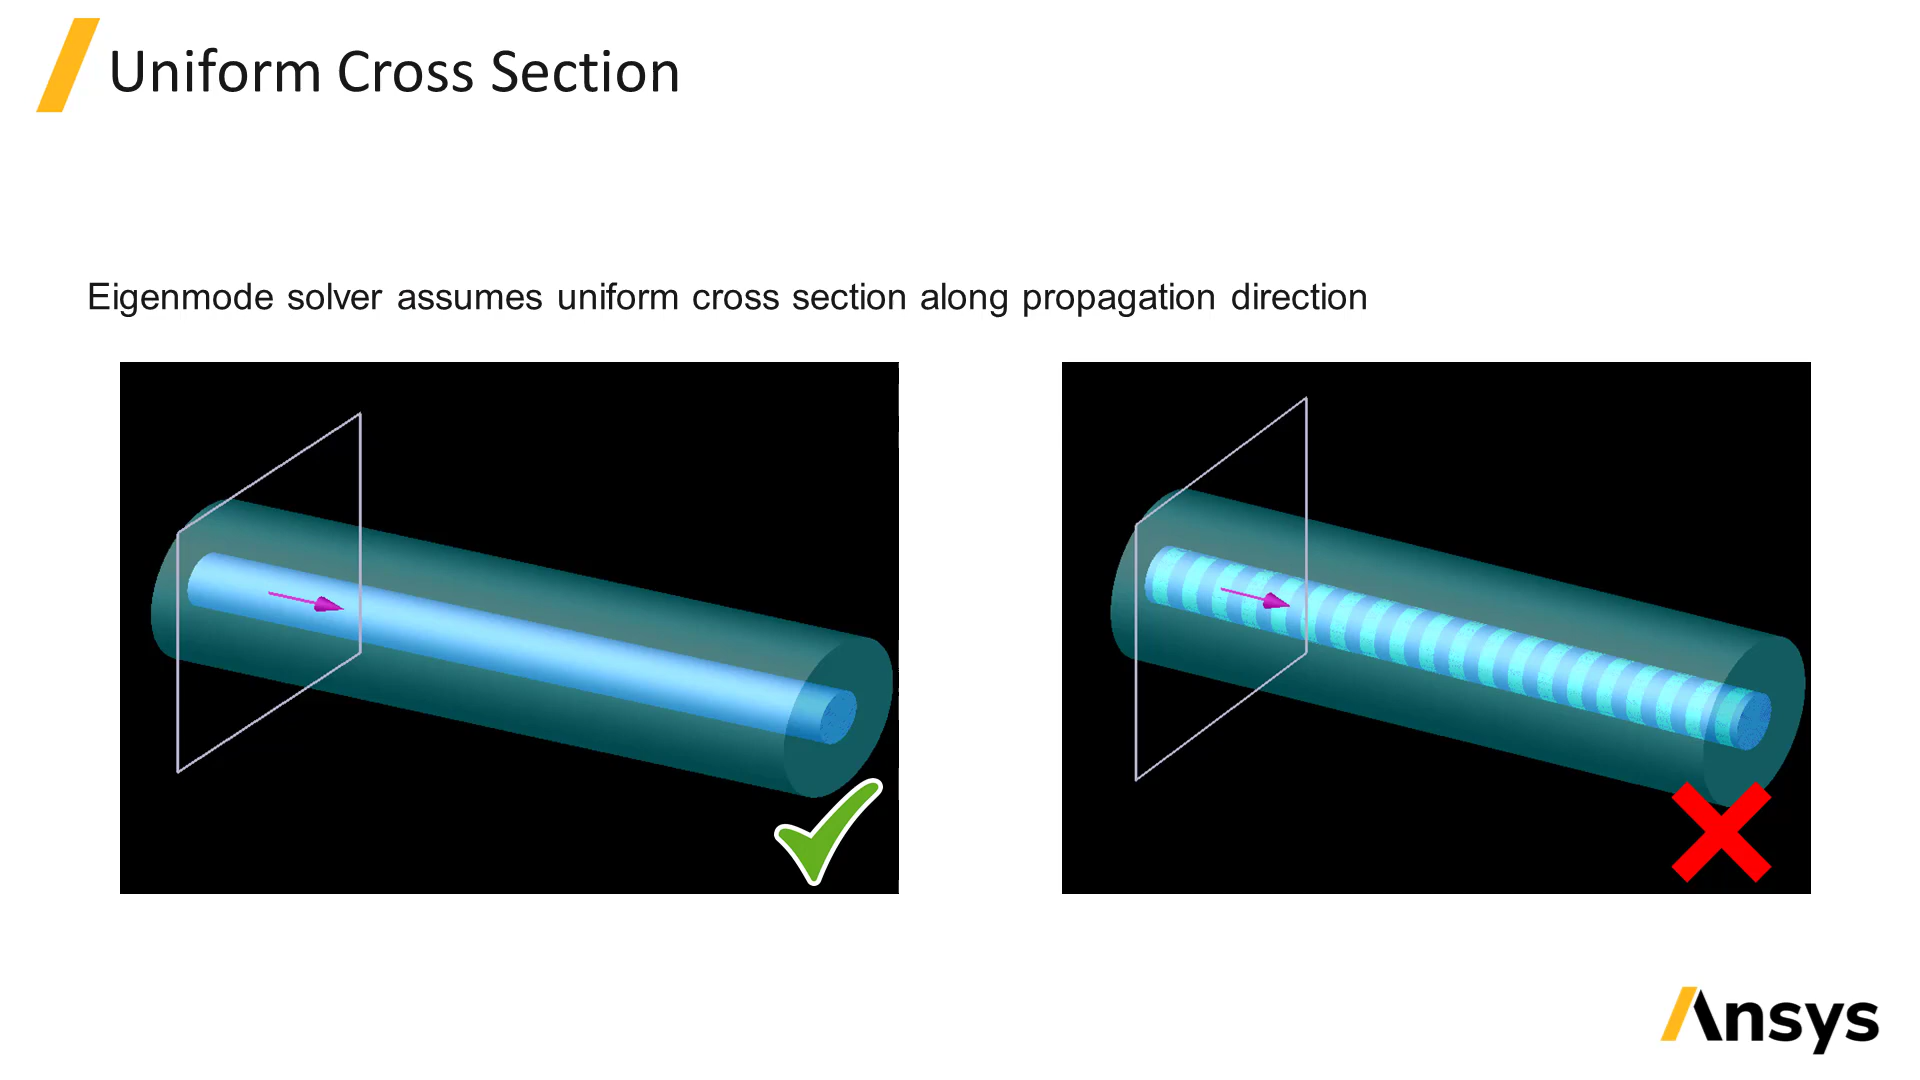 Uniform Cross Section
Eigenmode solver assumes uniform cross section along propagation direction
Ansys